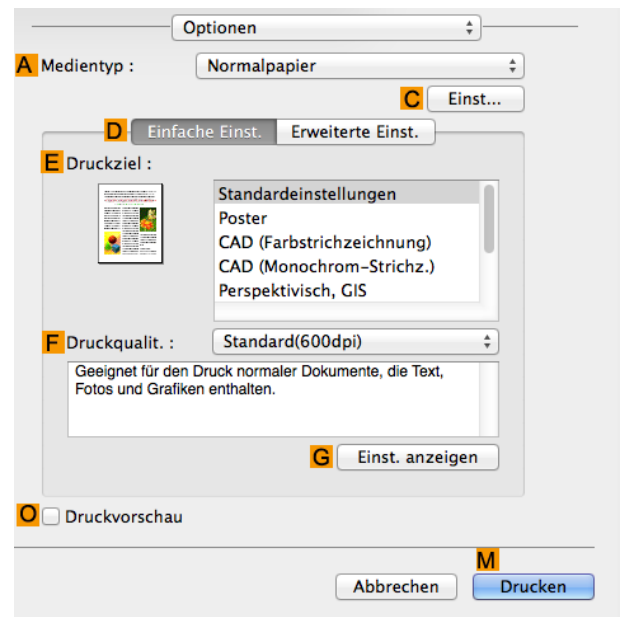 Optionen
A Medientyp : Normalpapier
C Einst...
D Einfache Einst. Erweiterte Einst.
E Druckziel :
Standardeinstellungen
Poster
CAD (Farbstrichzeichnung)
CAD (Monochrom-Strichz.)
Perspektivisch, GIS
F Druckqualit. : Standard(600dpi)
Geeignet für den Druck normaler Dokumente, die Text,
Fotos und Grafiken enthalten.
G Einst. anzeigen
O Druckvorschau
M
Abbrechen Drucken